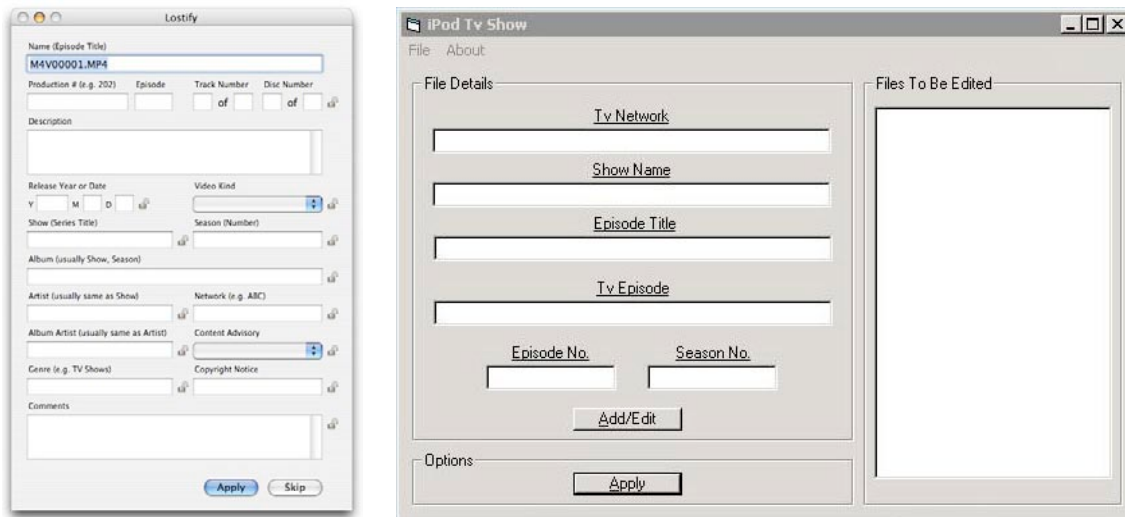 Lostify
Name (Episode Title)
M4V00001.MP4
Production # (e.g. 202) Episode Track Number Disc Number
of of
Description
Release Year or Date Video Kind
Y M D
Show (Series Title) Season (Number)
Album (usually Show, Season)
Artist (usually same as Show) Network (e.g. ABC)
Album Artist (usually same as Artist) Content Advisory
Genre (e.g. TV Shows) Copyright Notice
Comments
Apply Skip
iPod Tv Show
File About
File Details
Tv Network
Show Name
Episode Title
Tv Episode
Episode No. Season No.
Add/Edit
Options
Apply
Files To Be Edited